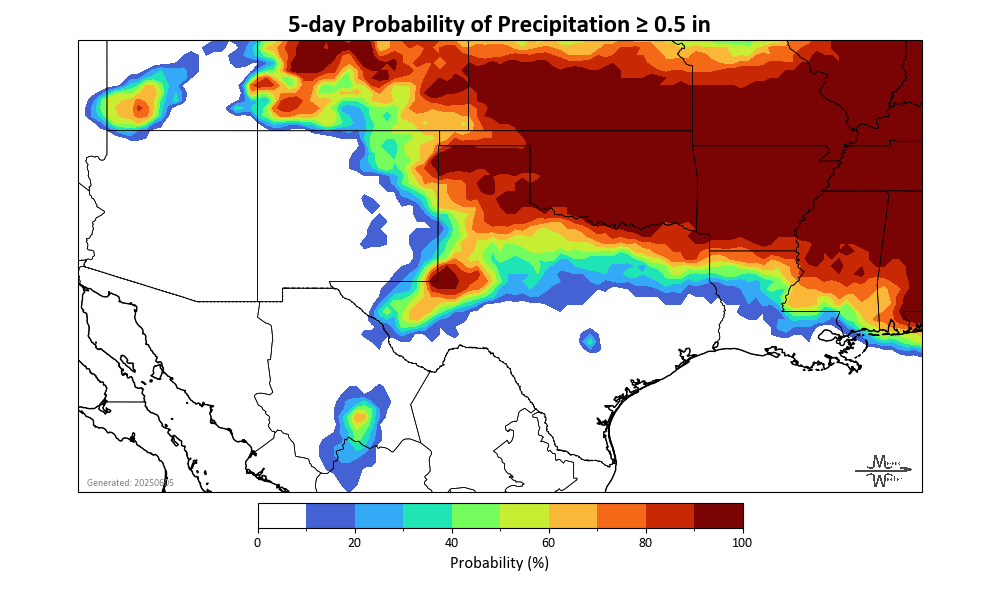 5-day Probability of Precipitation ≥ 0.5 in
Generated: 20250605
0 20 40 60 80 100
Probability (%)